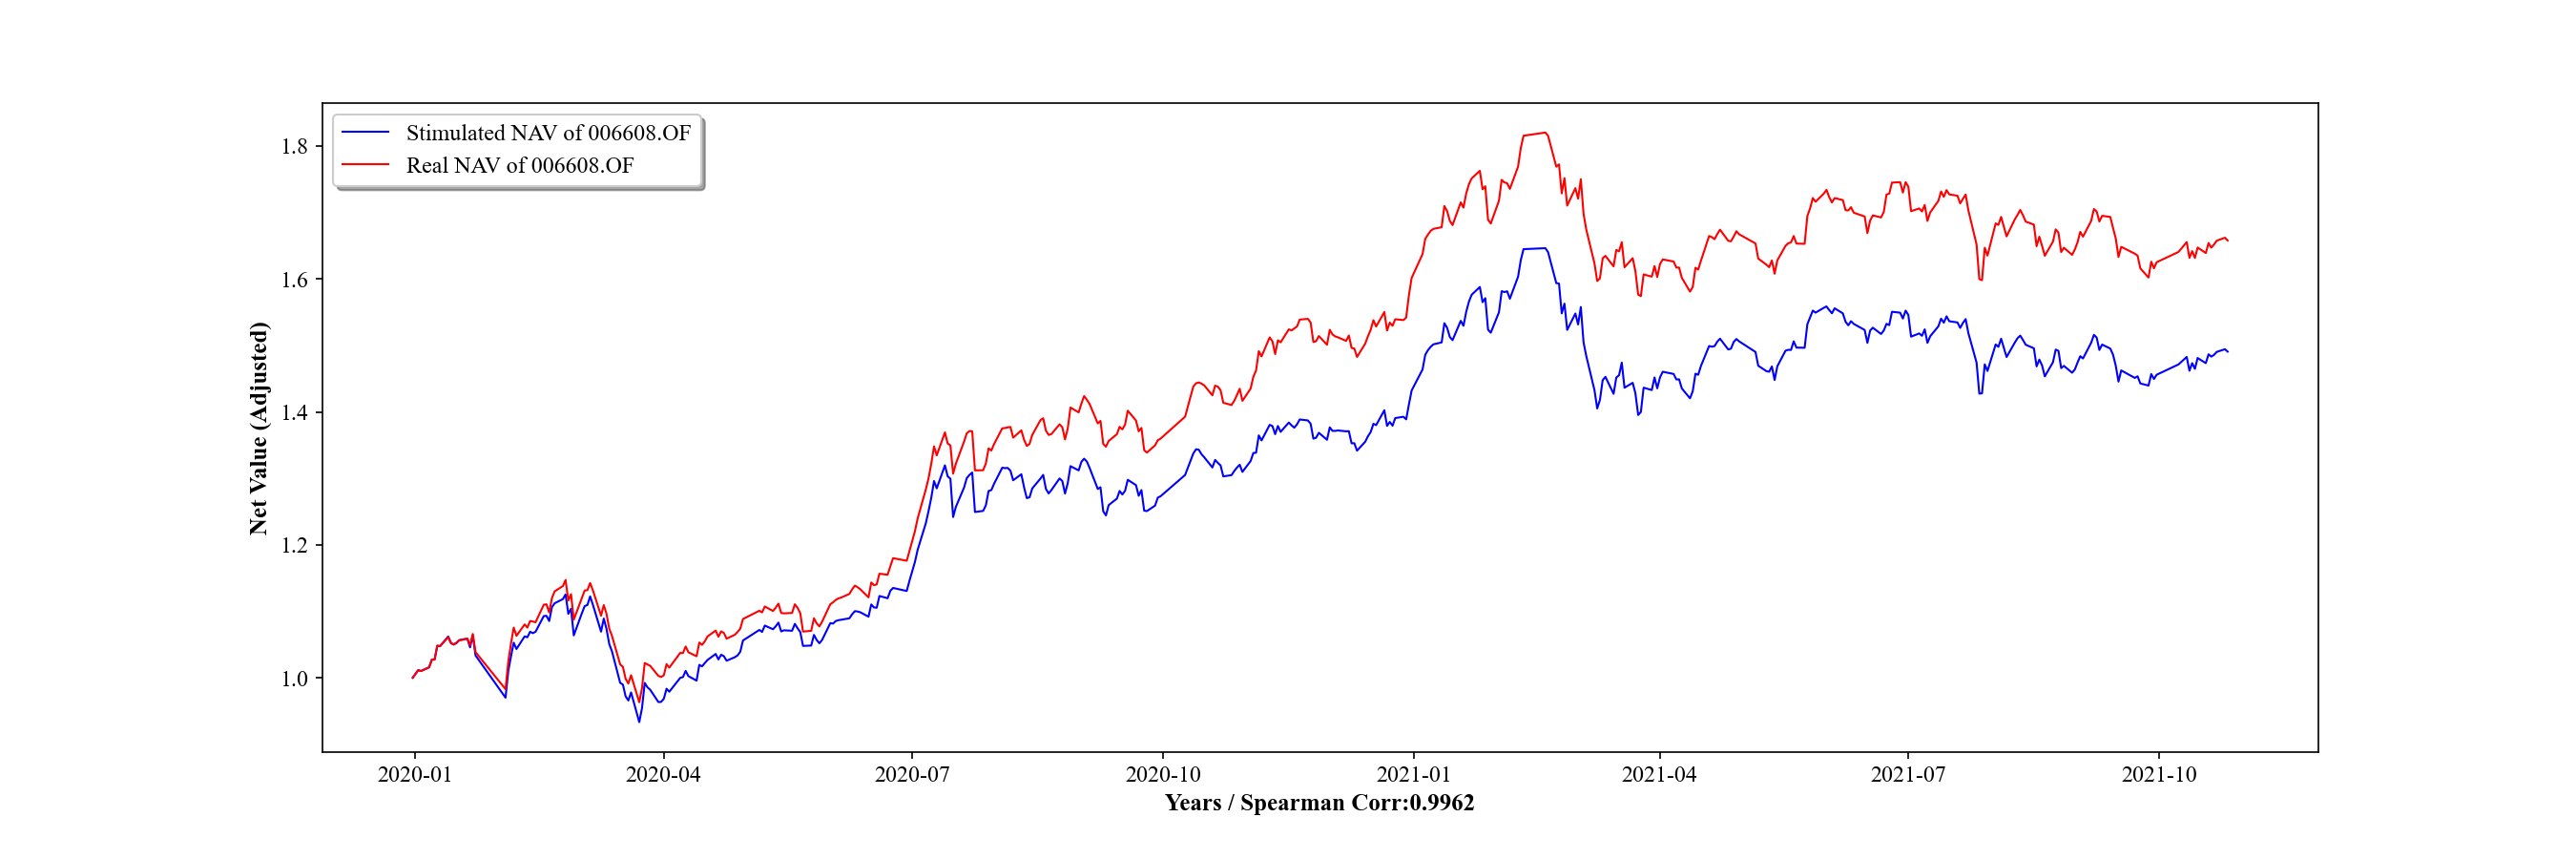 Stimulated NAV of 006608.OF
Real NAV of 006608.OF
Net Value (Adjusted)
1.8
1.6
1.4
1.2
1.0
2020-01 2020-04 2020-07 2020-10 2021-01 2021-04 2021-07 2021-10
Years / Spearman Corr:0.9962